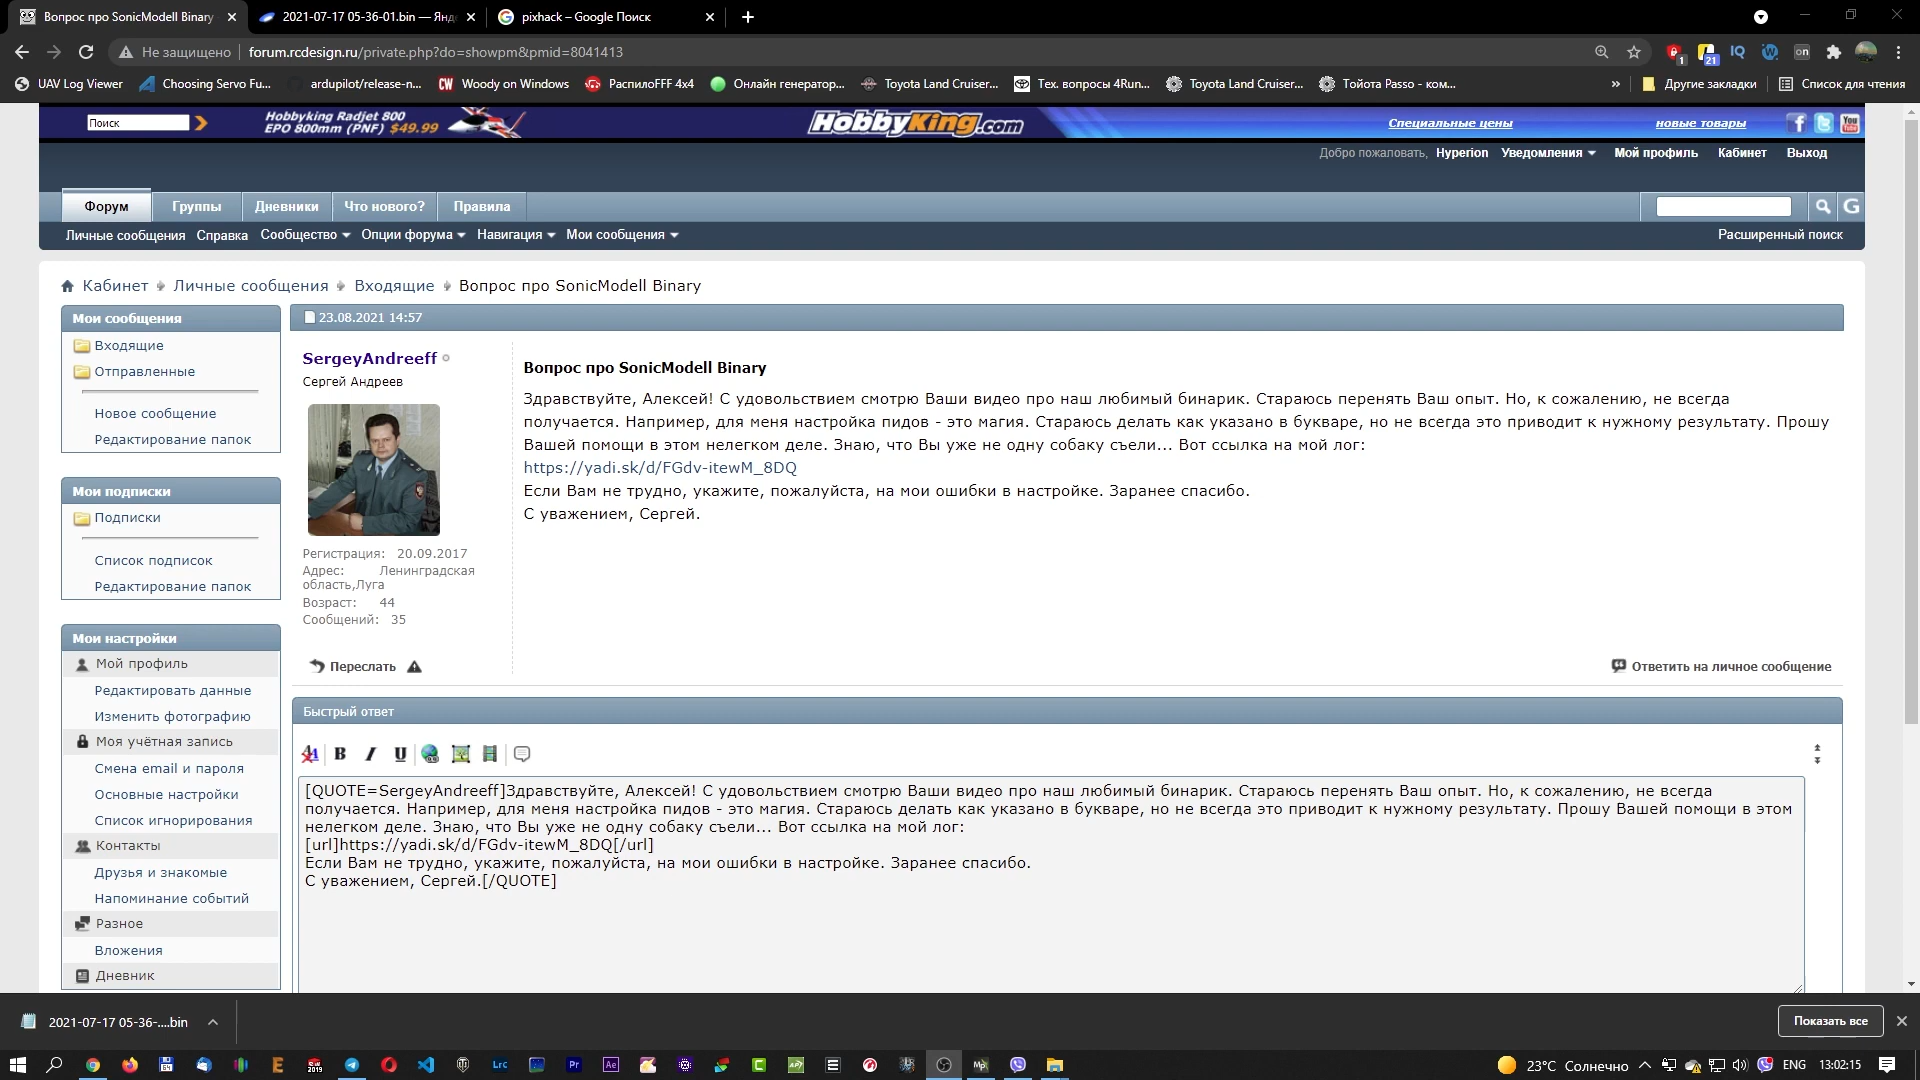 Вопрос про SonicModell Binary
2021-07-17 05-36-01.bin — Янд
pixhack – Google Поиск
Не защищено
forum.rcdesign.ru/private.php?do=showpm&pmid=8041413
UAV Log Viewer
Choosing Servo Fu...
ardupilot/release-n...
Woody on Windows
РаспилоFFF 4x4
Онлайн генератор...
Toyota Land Cruiser...
Тех. вопросы 4Run...
Toyota Land Cruiser...
Тойота Passo - ком...
»
Другие закладки
Список для чтения
Поиск
Hobbyking Radjet 800
EPO 800mm (PNF) $49.99
HobbyKing.com
Специальные цены
новые товары
Добро пожаловать, Hyperion Уведомления Мой профиль Кабинет Выход
Форум
Группы
Дневники
Что нового?
Правила
Личные сообщения Справка Сообщество Опции форума Навигация Мои сообщения
Расширенный поиск
Кабинет Личные сообщения Входящие Вопрос про SonicModell Binary
Мои сообщения
Входящие
Отправленные
Новое сообщение
Редактирование папок
Мои подписки
Подписки
Список подписок
Редактирование папок
Мои настройки
Мой профиль
Редактировать данные
Изменить фотографию
Моя учётная запись
Смена email и пароля
Основные настройки
Список игнорирования
Контакты
Друзья и знакомые
Напоминание событий
Разное
Вложения
Дневник
23.08.2021 14:57
SergeyAndreeff
Сергей Андреев
Регистрация: 20.09.2017
Адрес: Ленинградская
область,Луга
Возраст: 44
Сообщений: 35
Вопрос про SonicModell Binary
Здравствуйте, Алексей! С удовольствием смотрю Ваши видео про наш любимый бинарик. Стараюсь перенять Ваш опыт. Но, к сожалению, не всегда
получается. Например, для меня настройка пидов - это магия. Стараюсь делать как указано в букваре, но не всегда это приводит к нужному результату. Прошу
Вашей помощи в этом нелегком деле. Знаю, что Вы уже не одну собаку съели... Вот ссылка на мой лог:
https://yadi.sk/d/FGdv-itewM_8DQ
Если Вам не трудно, укажите, пожалуйста, на мои ошибки в настройке. Заранее спасибо.
С уважением, Сергей.
Переслать
Ответить на личное сообщение
Быстрый ответ
B I U
[QUOTE=SergeyAndreeff]Здравствуйте, Алексей! С удовольствием смотрю Ваши видео про наш любимый бинарик. Стараюсь перенять Ваш опыт. Но, к сожалению, не всегда
получается. Например, для меня настройка пидов - это магия. Стараюсь делать как указано в букваре, но не всегда это приводит к нужному результату. Прошу Вашей помощи в этом
нелегком деле. Знаю, что Вы уже не одну собаку съели... Вот ссылка на мой лог:
[url]https://yadi.sk/d/FGdv-itewM_8DQ[/url]
Если Вам не трудно, укажите, пожалуйста, на мои ошибки в настройке. Заранее спасибо.
С уважением, Сергей.[/QUOTE]
2021-07-17 05-36-....bin
Показать все
23°C Солнечно
ENG
13:02:15